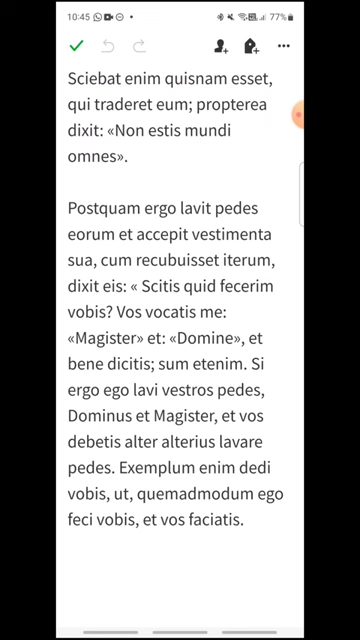 10:45
77%
Sciebat enim quisnam esset,
qui traderet eum; propterea
dixit: «Non estis mundi
omnes».
Postquam ergo lavit pedes
eorum et accepit vestimenta
sua, cum recubuisset iterum,
dixit eis: « Scitis quid fecerim
vobis? Vos vocatis me:
«Magister» et: «Domine», et
bene dicitis; sum etenim. Si
ergo ego lavi vestros pedes,
Dominus et Magister, et vos
debetis alter alterius lavare
pedes. Exemplum enim dedi
vobis, ut, quemadmodum ego
feci vobis, et vos faciatis.